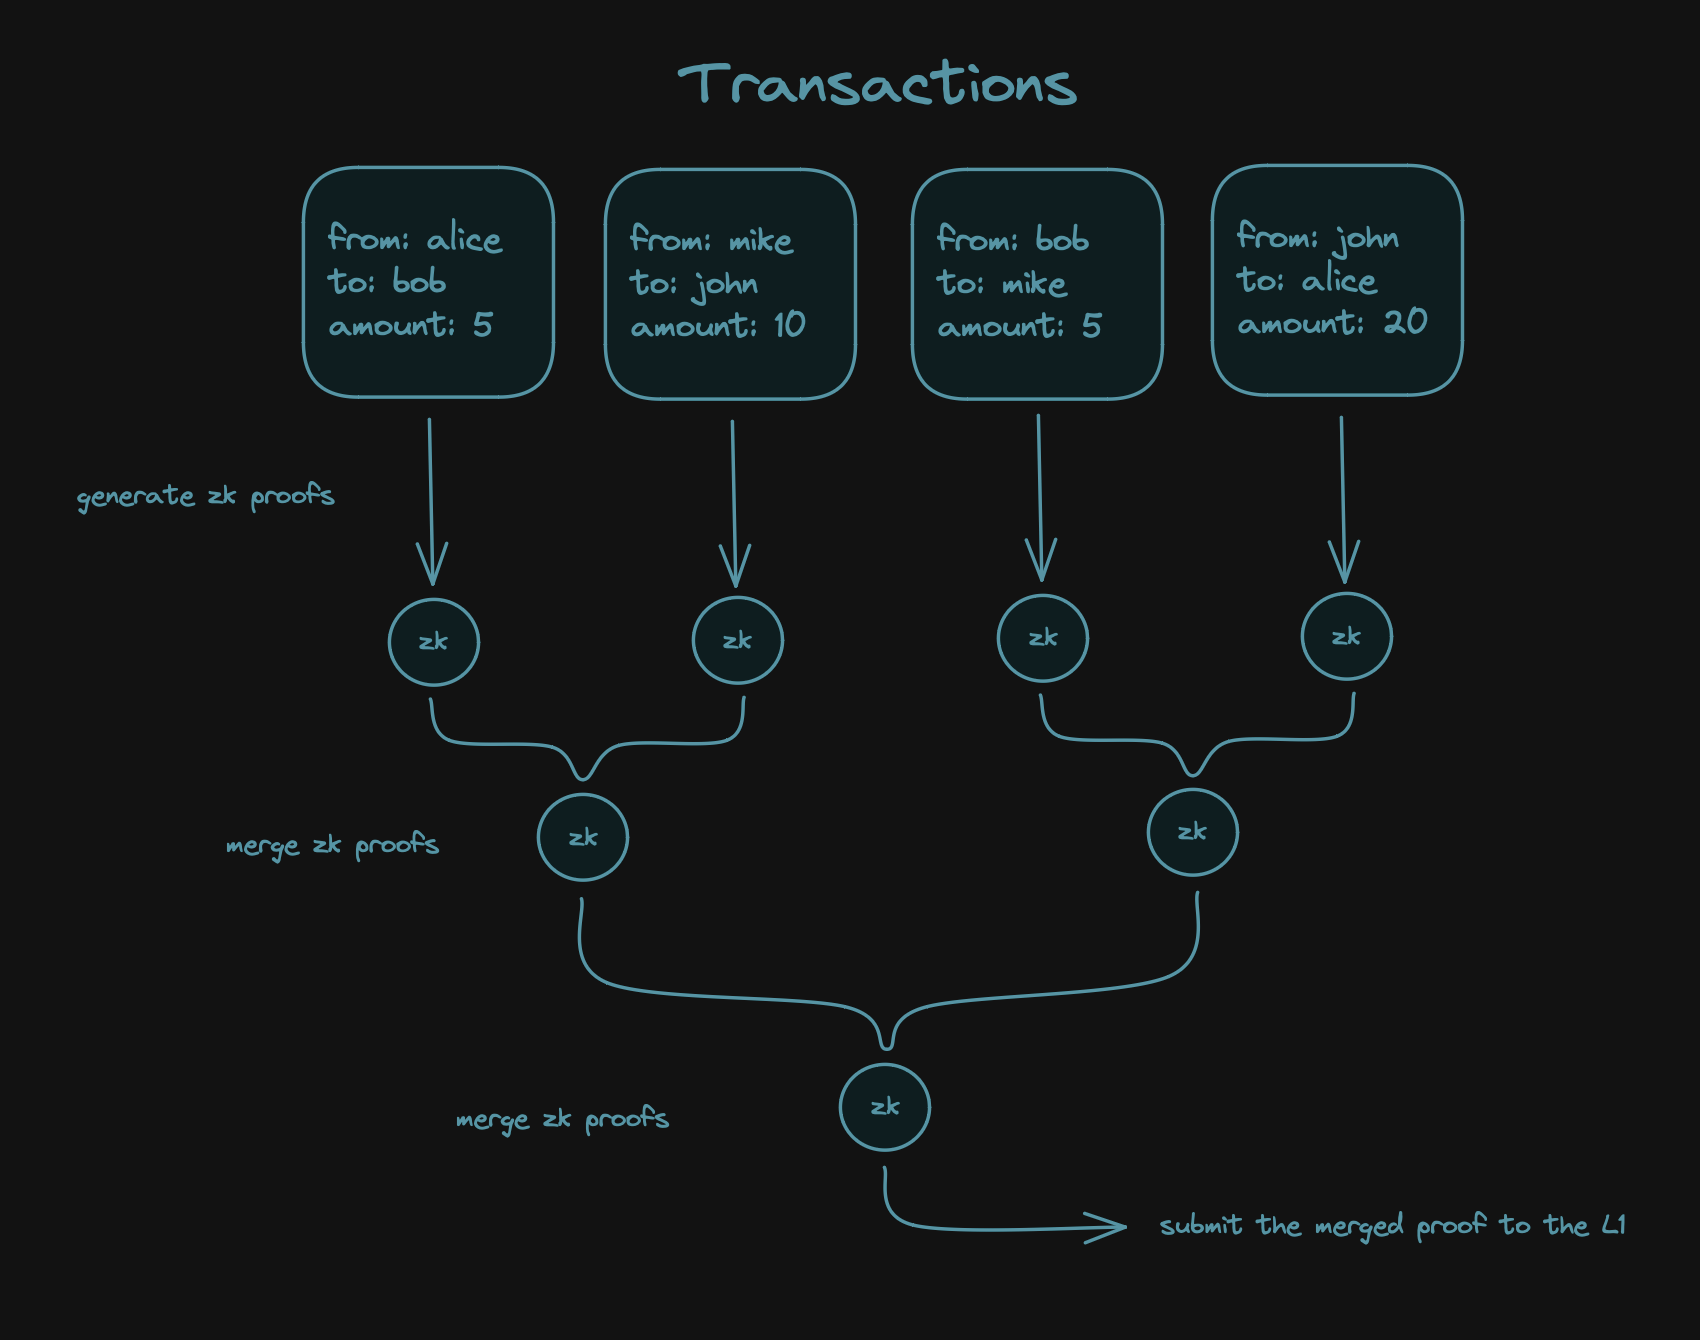 Transactions
from: alice
to: bob
amount: 5
from: mike
to: john
amount: 10
from: bob
to: mike
amount: 5
from: john
to: alice
amount: 20
generate zk proofs
zk
zk
zk
zk
merge zk proofs
zk
zk
merge zk proofs
zk
submit the merged proof to the L1